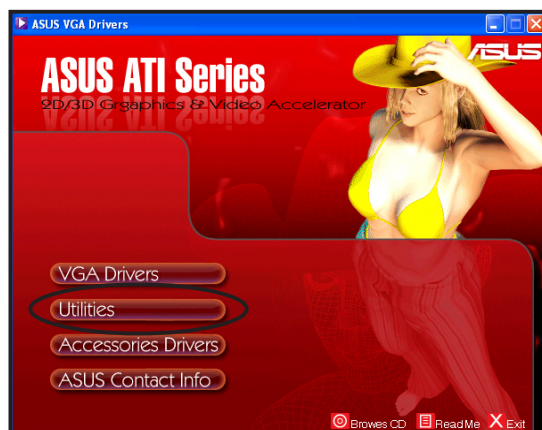 ASUS VGA Drivers
ASUS
ASUS ATI Series
2D/3D Grgaphics & Video Accelerator
VGA Drivers
Utilities
Accessories Drivers
ASUS Contact Info
Browes CD ReadMe Exit